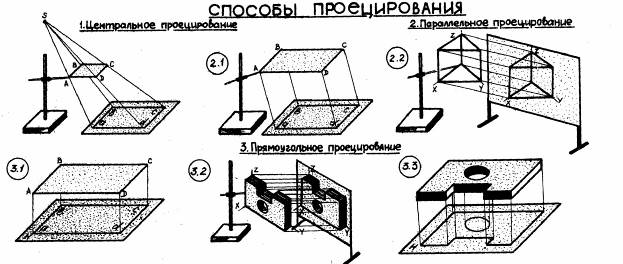 СПОСОБЫ ПРОЕЦИРОВАНИЯ
1. Центральное проецирование
2. Параллельное проецирование
S
B
C
A
D
2.1
B
C
A
D
2.2
Z
X
Y
Z
X
Y
3. Прямоугольное проецирование
3.1
B
C
A
D
3.2
Z
X
Y
Z
X
Y
3.3